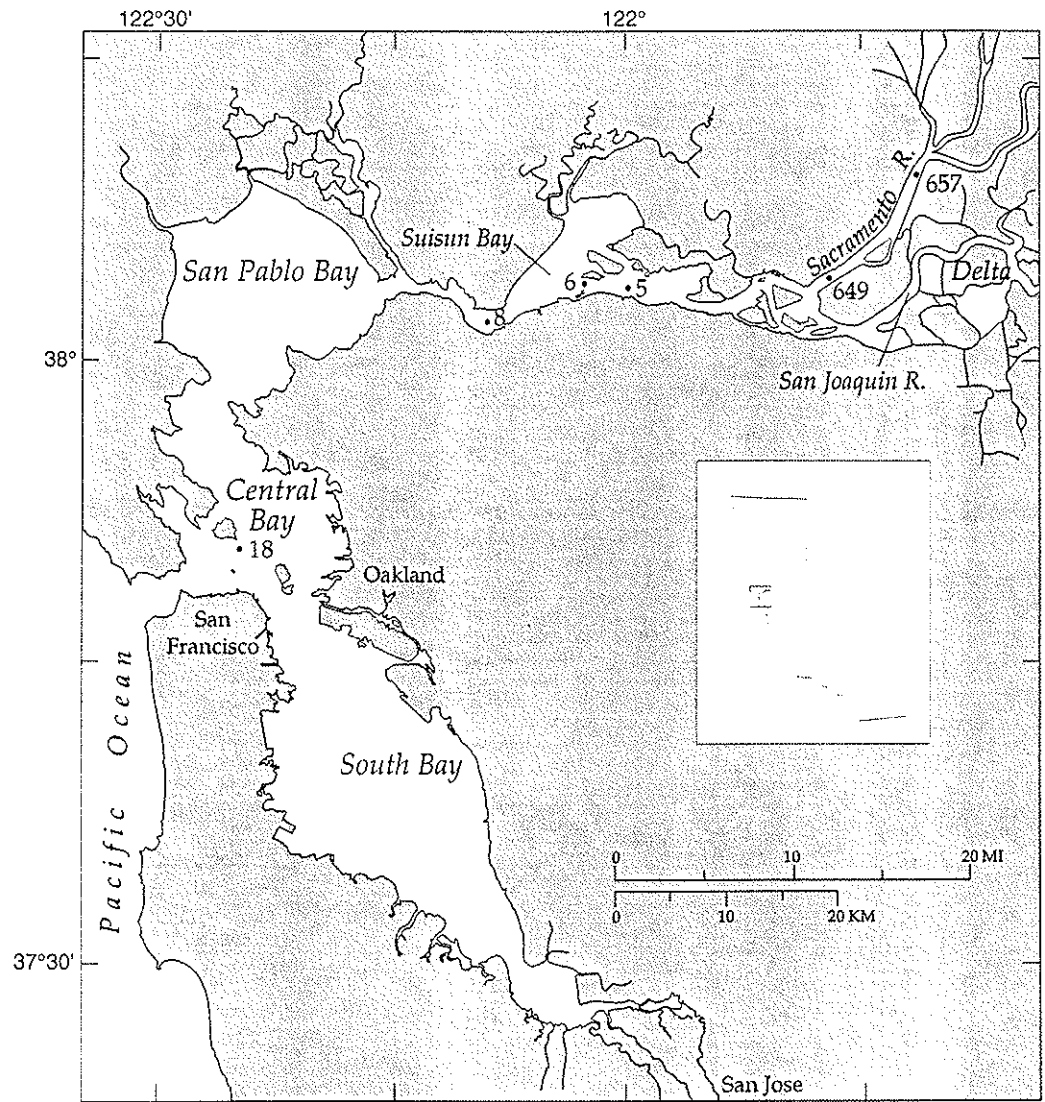 122°30'
122°
Sacramento R.
657
Suisun Bay
San Pablo Bay
6
5
649
Delta
8
38°
San Joaquin R.
Central
Bay
18
Oakland
San
Francisco
Pacific Ocean
South Bay
0 10 20 MI
0 10 20 KM
37°30'
San Jose